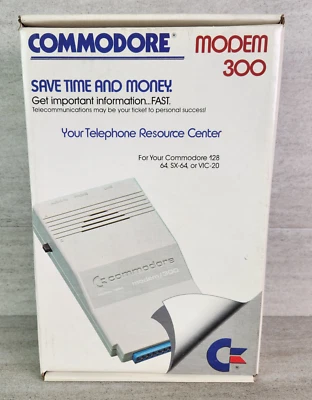 COMMODORE®
MODEM
300
SAVE TIME AND MONEY.
Get important information...FAST.
Telecommunications may be your ticket to personal success!
Your Telephone Resource Center
For Your Commodore 128
64, SX-64, or VIC-20
commodore